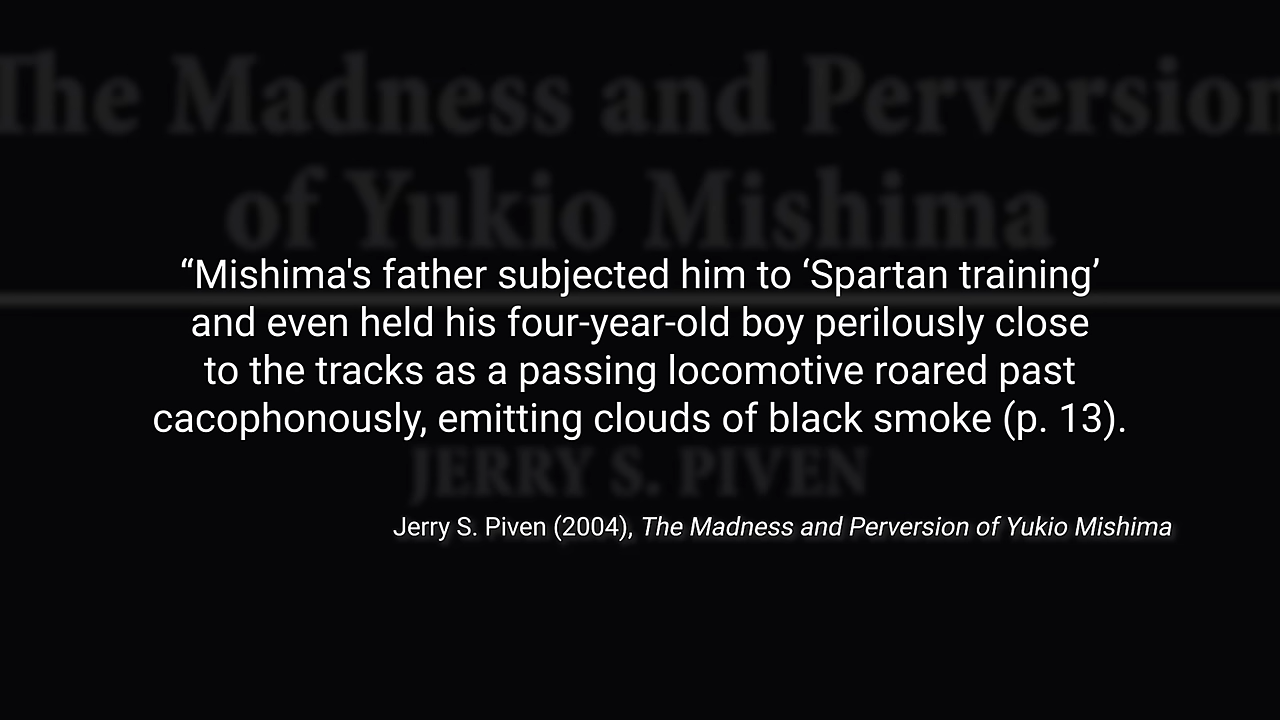 The Madness and Perversion
of Yukio Mishima
“Mishima's father subjected him to ‘Spartan training’
and even held his four-year-old boy perilously close
to the tracks as a passing locomotive roared past
cacophonously, emitting clouds of black smoke (p. 13).
JERRY S. PIVEN
Jerry S. Piven (2004), The Madness and Perversion of Yukio Mishima